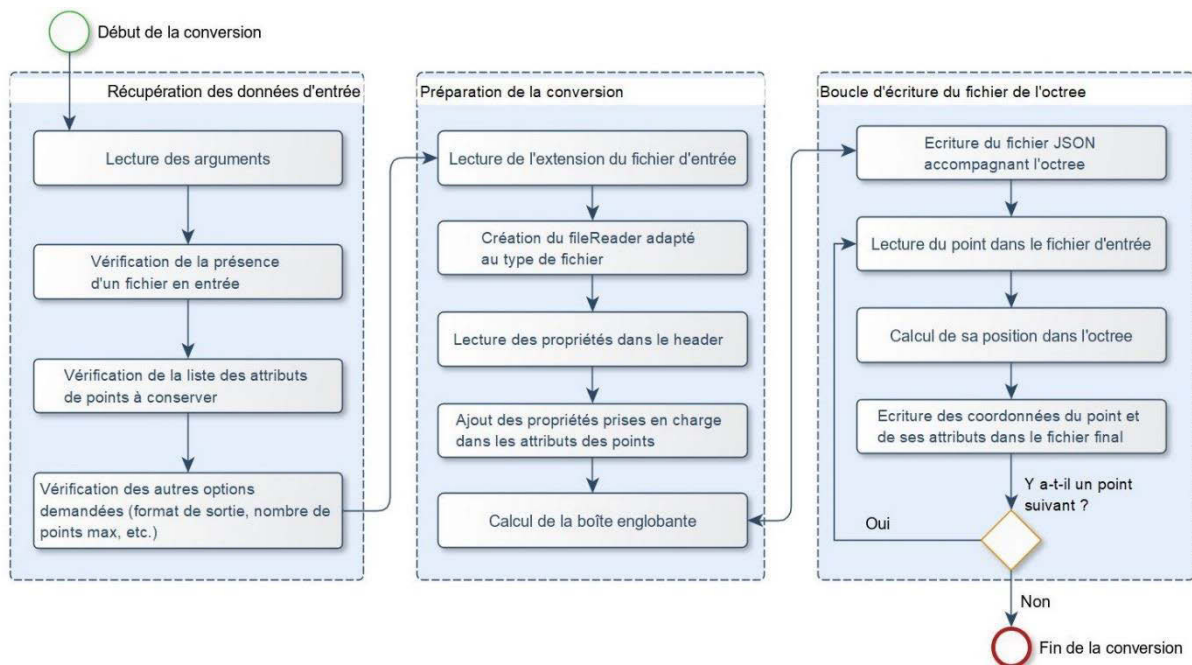 Début de la conversion
Récupération des données d'entrée
Lecture des arguments
Vérification de la présence
d'un fichier en entrée
Vérification de la liste des attributs
de points à conserver
Vérification des autres options
demandées (format de sortie, nombre de
points max, etc.)
Préparation de la conversion
Lecture de l'extension du fichier d'entrée
Création du fileReader adapté
au type de fichier
Lecture des propriétés dans le header
Ajout des propriétés prises en charge
dans les attributs des points
Calcul de la boîte englobante
Boucle d'écriture du fichier de l'octree
Ecriture du fichier JSON
accompagnant l'octree
Lecture du point dans le fichier d'entrée
Calcul de sa position dans l'octree
Ecriture des coordonnées du point et
de ses attributs dans le fichier final
Y a-t-il un point
suivant ?
Oui
Non
Fin de la conversion